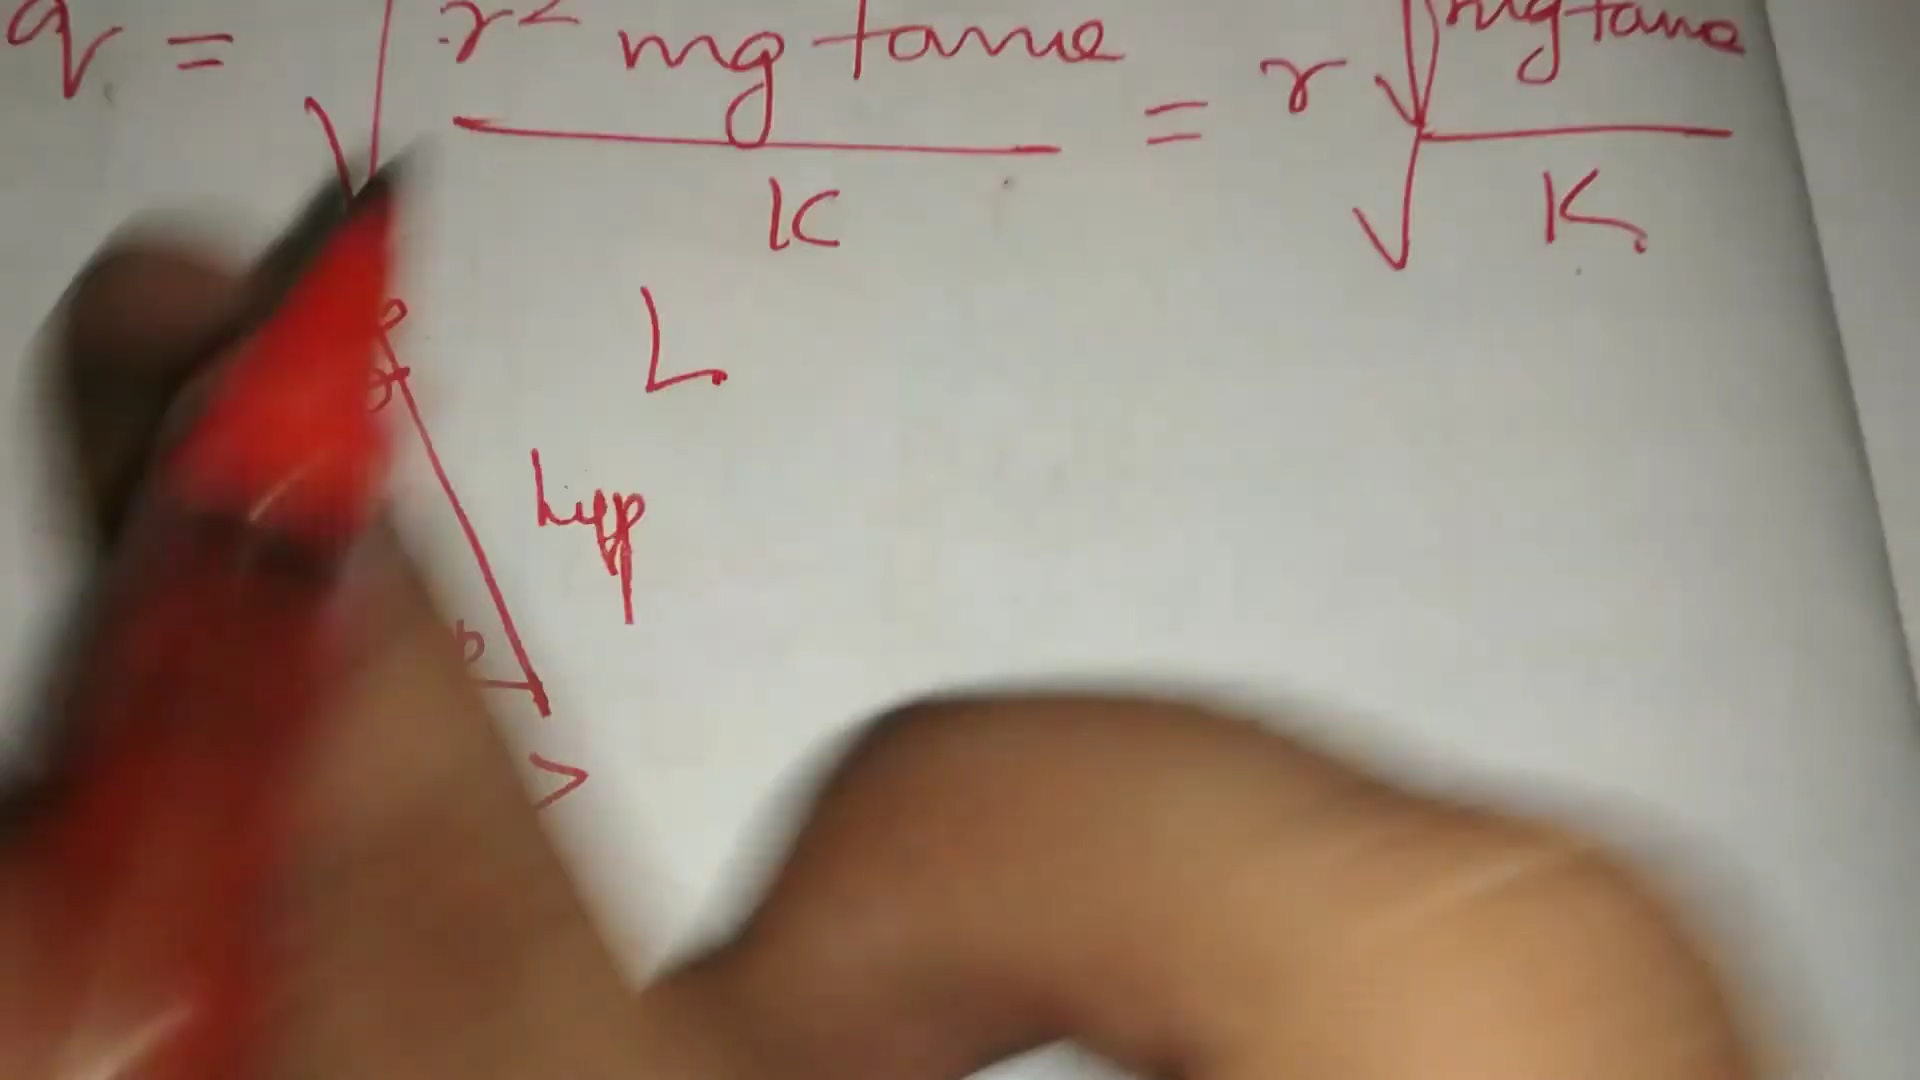 q = √ r² mg tanθ / K = r √ mg tanθ / K
L
hyp
b
>